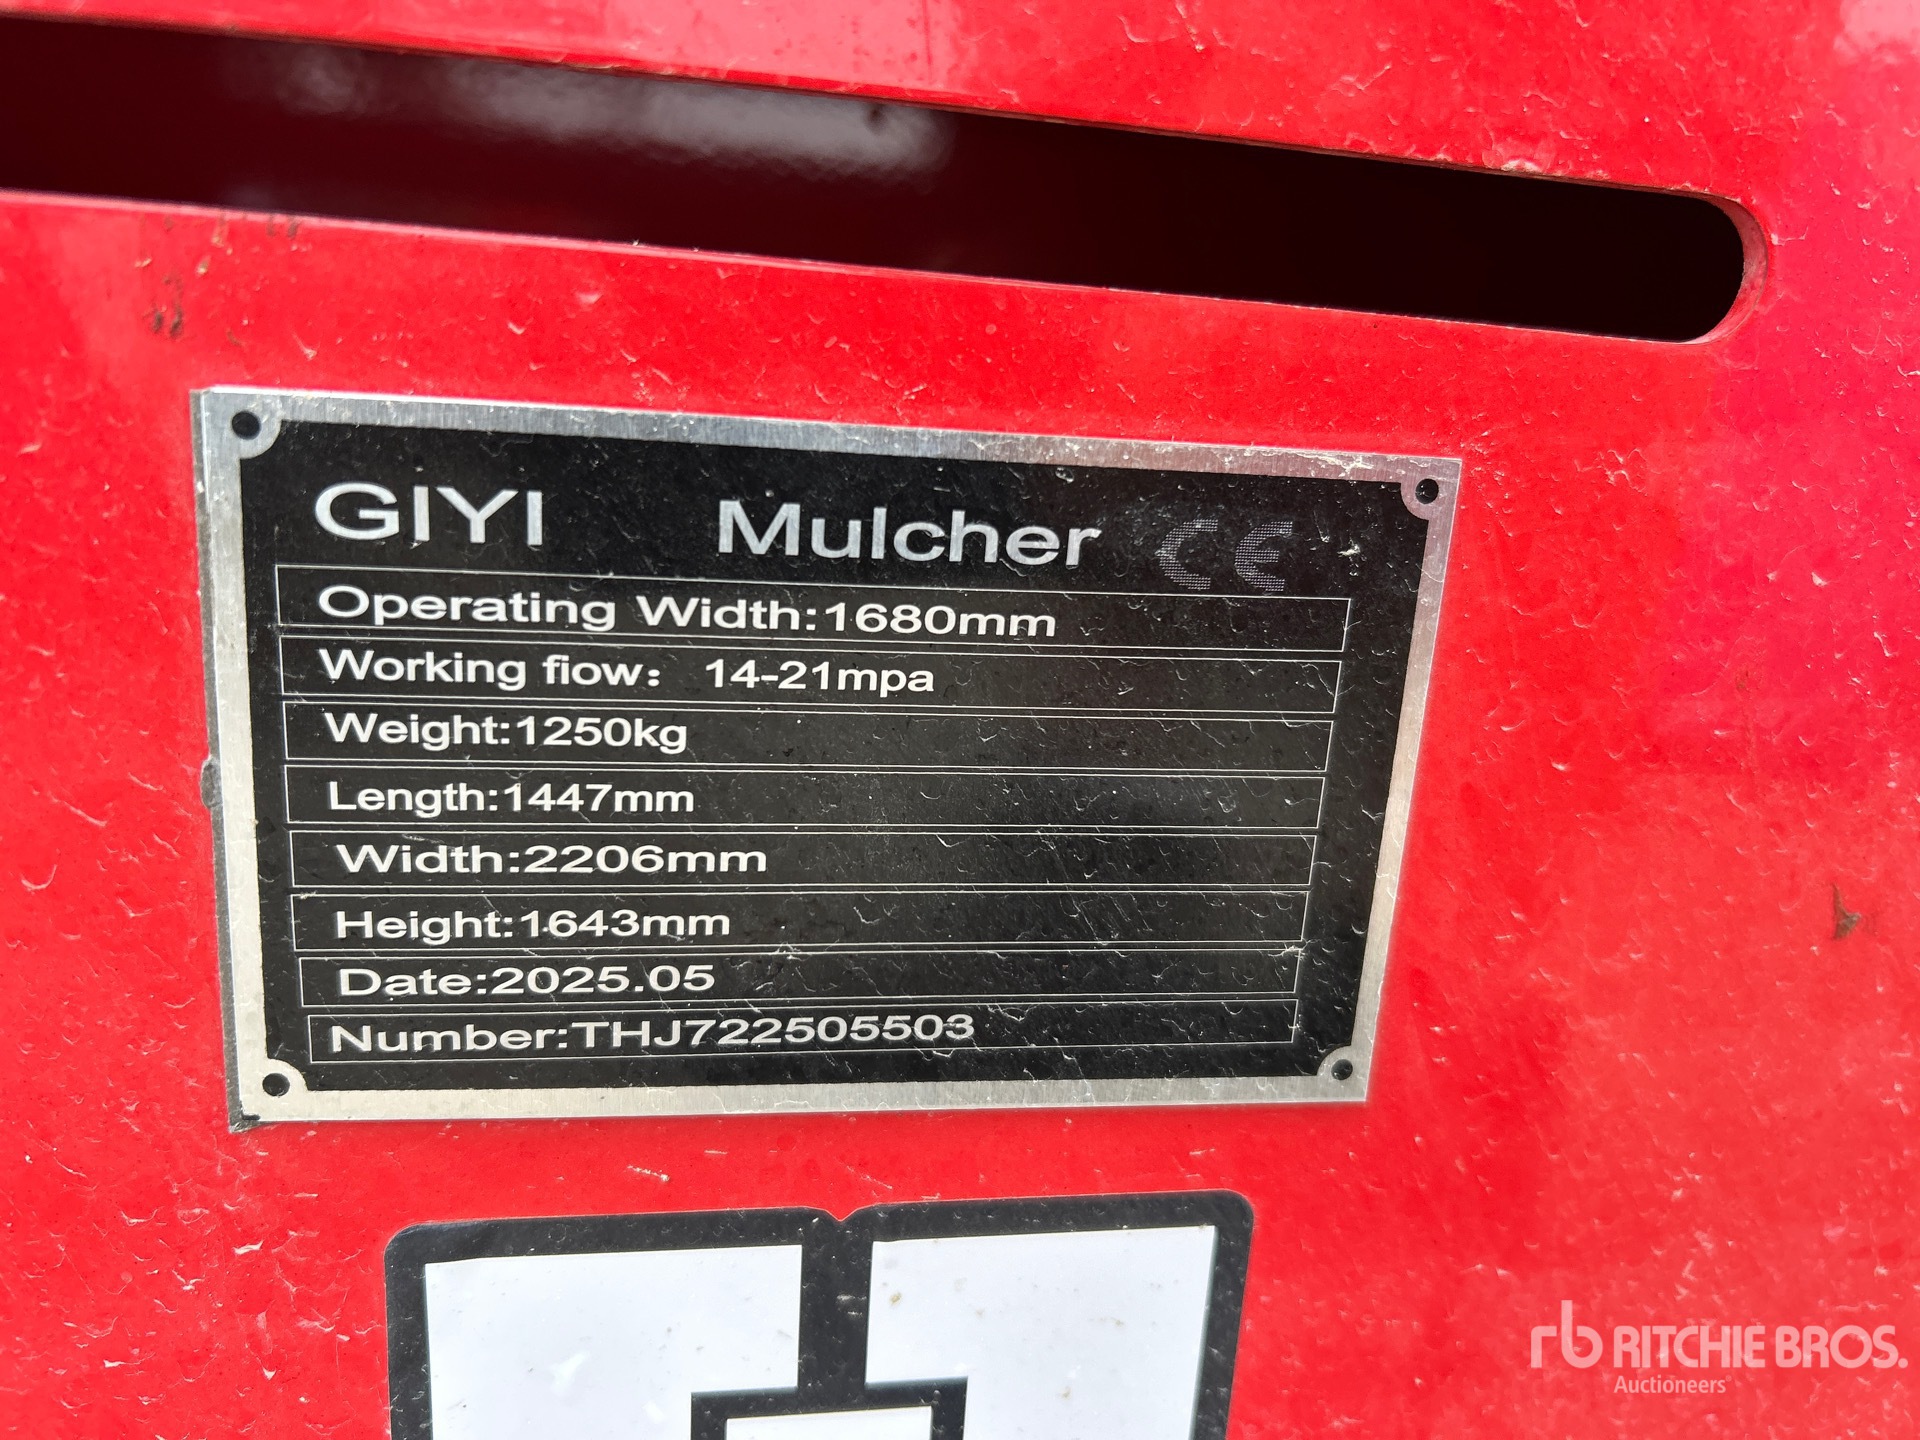 GIYI Mulcher CE
Operating Width:1680mm
Working fiow: 14-21mpa
Weight:1250kg
Length:1447mm
Width:2206mm
Height:1643mm
Date:2025.05
Number:THJ722505503
rb RITCHIE BROS.
Auctioneers